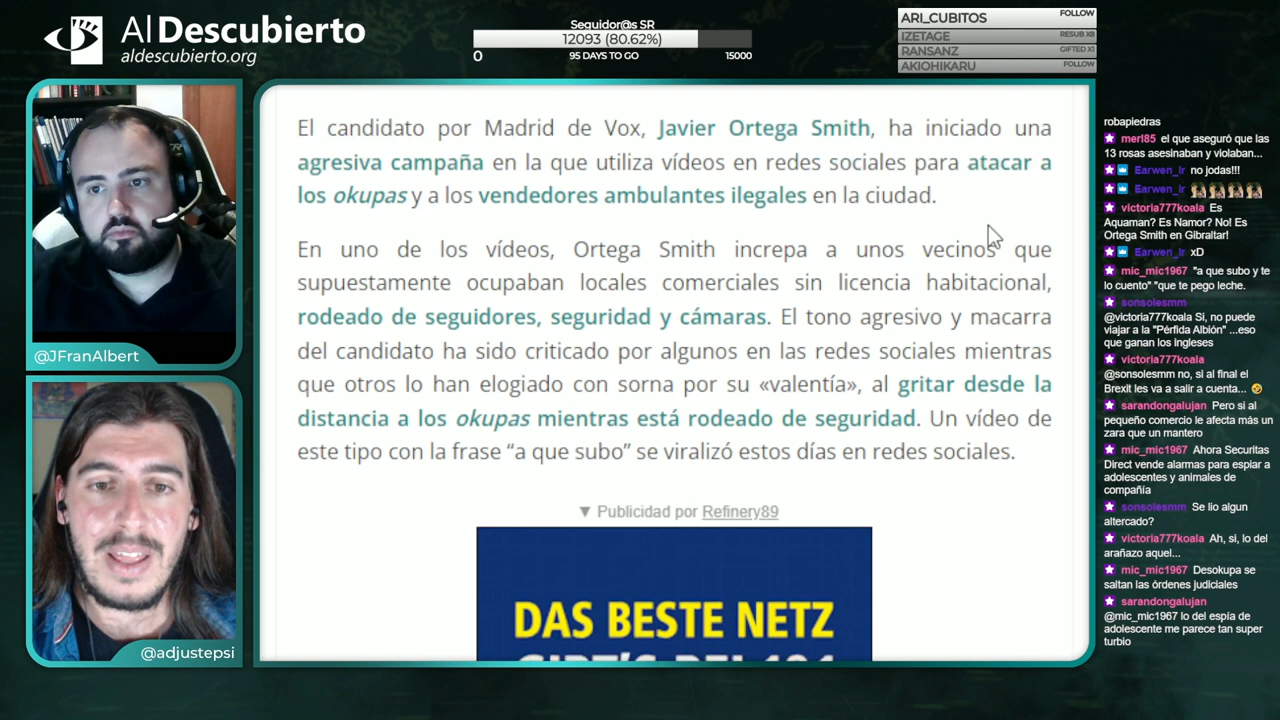 Al Descubierto
aldescubierto.org
Seguidor@s SR
12093 (80.62%)
0
95 DAYS TO GO
15000
ARI_CUBITOS FOLLOW
IZETAGE RESUB X8
RANSANZ GIFTED X1
AKIOHIKARU FOLLOW
@JFranAlbert
@adjustepsi
El candidato por Madrid de Vox, Javier Ortega Smith, ha iniciado una
agresiva campaña en la que utiliza vídeos en redes sociales para atacar a
los okupas y a los vendedores ambulantes ilegales en la ciudad.
En uno de los vídeos, Ortega Smith increpa a unos vecinos que
supuestamente ocupaban locales comerciales sin licencia habitacional,
rodeado de seguidores, seguridad y cámaras. El tono agresivo y macarra
del candidato ha sido criticado por algunos en las redes sociales mientras
que otros lo han elogiado con sorna por su «valentía», al gritar desde la
distancia a los okupas mientras está rodeado de seguridad. Un vídeo de
este tipo con la frase “a que subo” se viralizó estos días en redes sociales.
▼ Publicidad por Refinery89
DAS BESTE NETZ
robapiedras
merl85 el que aseguró que las
13 rosas asesinaban y violaban...
Earwen_Ir no jodas!!!
Earwen_Ir
victoria777koala Es
Aquaman? Es Namor? No! Es
Ortega Smith en Gibraltar!
Earwen_Ir xD
mic_mic1967 "a que subo y te
lo cuento" "que te pego leche.
sonsolesmm
@victoria777koala Si, no puede
viajar a la "Pérfida Albión" ...eso
que ganan los ingleses
victoria777koala
@sonsolesmm no, si al final el
Brexit les va a salir a cuenta... 🤣
sarandongalujan Pero si al
pequeño comercio le afecta más un
zara que un mantero
mic_mic1967 Ahora Securitas
Direct vende alarmas para espiar a
adolescentes y animales de
compañía
sonsolesmm Se lio algun
altercado?
victoria777koala Ah, si, lo del
arañazo aquel...
mic_mic1967 Desokupa se
saltan las órdenes judiciales
sarandongalujan
@mic_mic1967 lo del espía de
adolescente me parece tan super
turbio